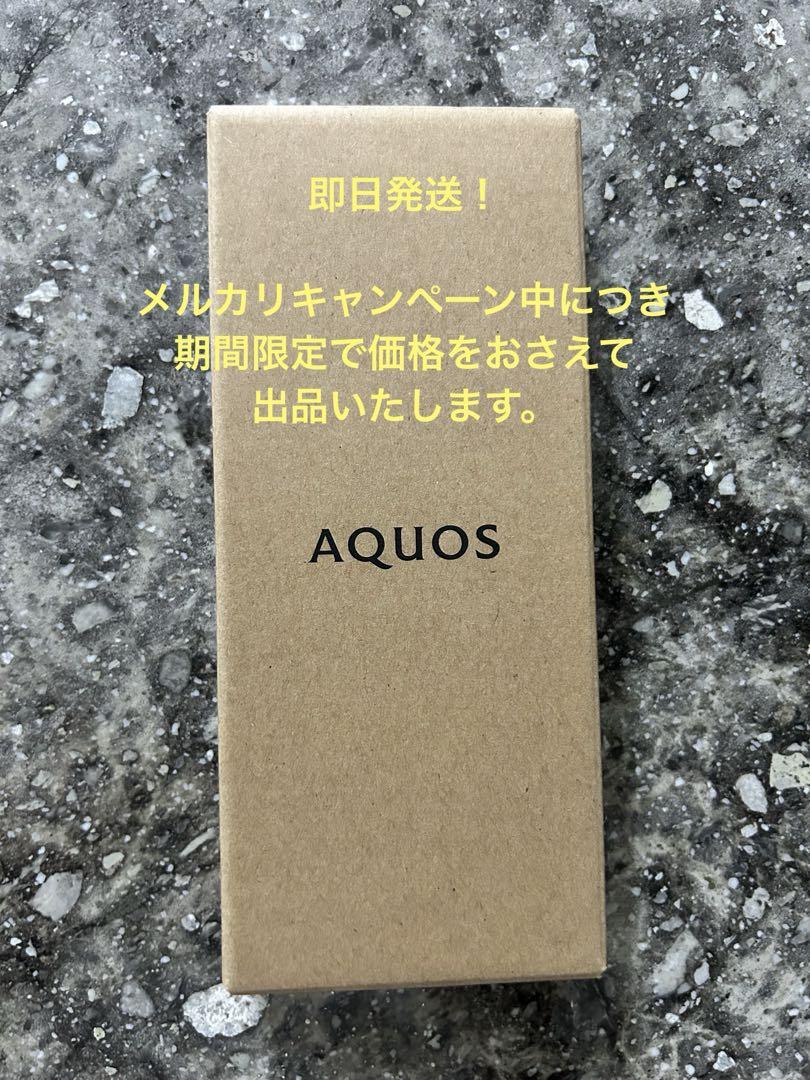 即日発送！
メルカリキャンペーン中につき
期間限定で価格をおさえて
出品いたします。
AQUOS